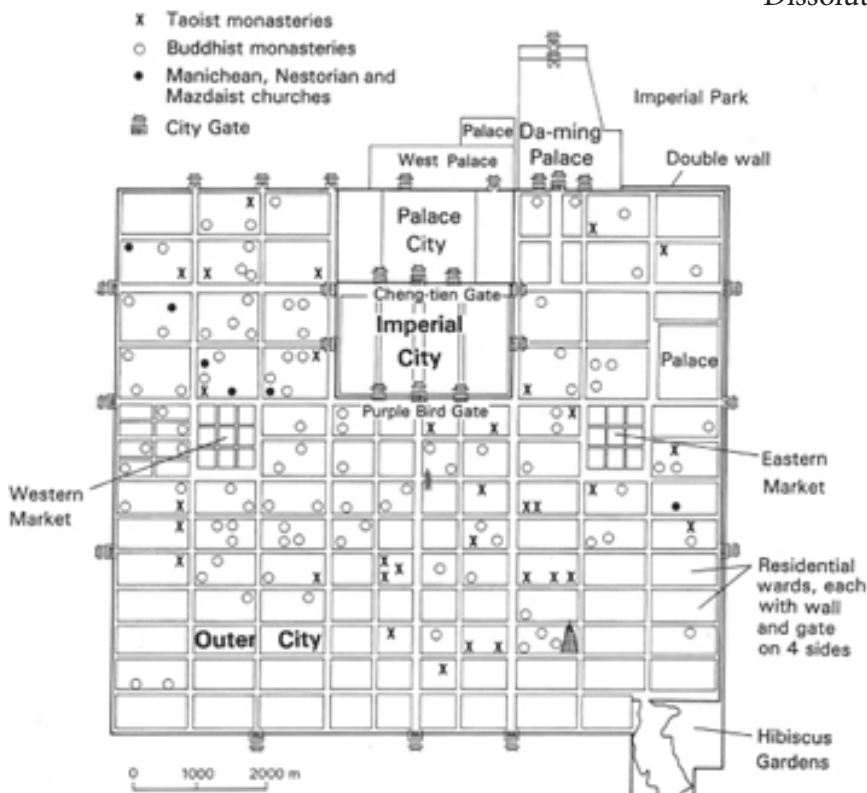 Dissolut
x Taoist monasteries
○ Buddhist monasteries
● Manichean, Nestorian and
Mazdaist churches
City Gate
Imperial Park
Palace
Da-ming
Palace
West Palace
Double wall
Palace
City
Cheng-tien Gate
Imperial
City
Palace
Purple Bird Gate
Western
Market
Eastern
Market
Residential
wards, each
with wall
and gate
on 4 sides
Outer City
Hibiscus
Gardens
0 1000 2000 m